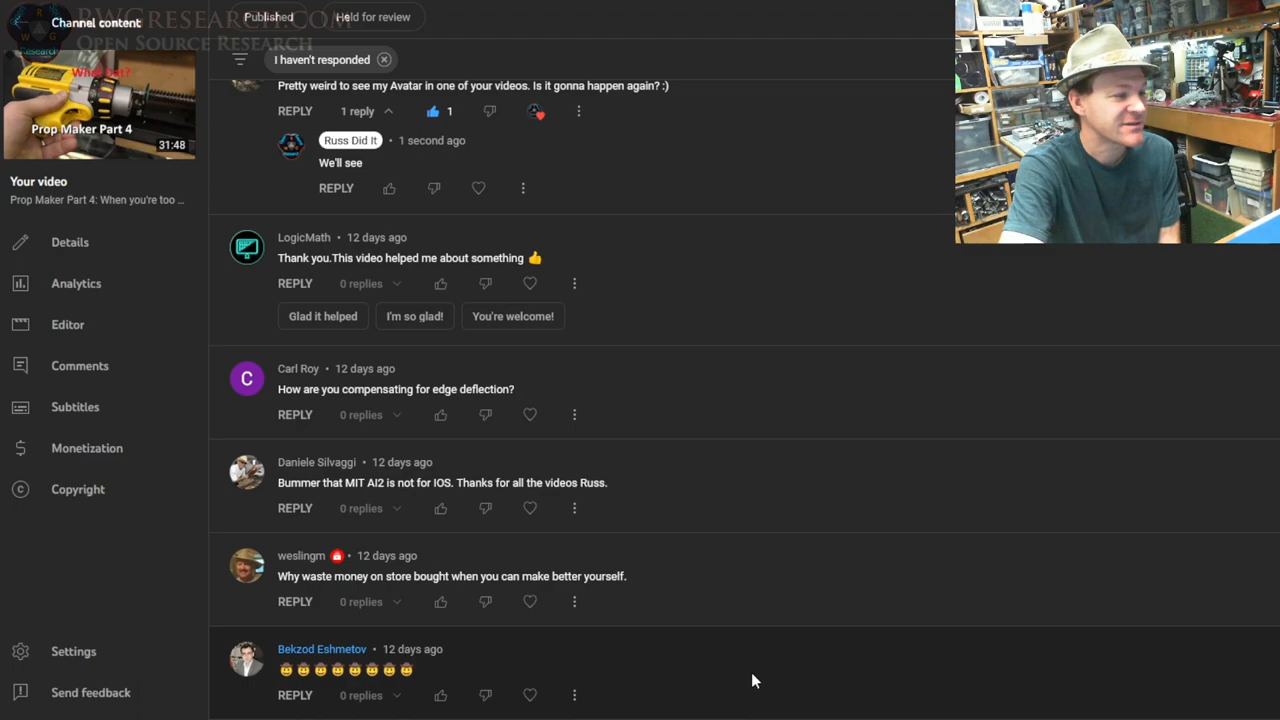 Channel content
RWGresearch.com
Open Source Research
Published
Held for review
I haven't responded
Pretty weird to see my Avatar in one of your videos. Is it gonna happen again? :)
REPLY 1 reply 1
Russ Did It • 1 second ago
We'll see
REPLY
What Bit?
Prop Maker Part 4
31:48
Your video
Prop Maker Part 4: When you're too ...
Details
Analytics
Editor
Comments
Subtitles
Monetization
Copyright
Settings
Send feedback
LogicMath • 12 days ago
Thank you.This video helped me about something 👍
REPLY 0 replies
Glad it helped
I'm so glad!
You're welcome!
C
Carl Roy • 12 days ago
How are you compensating for edge deflection?
REPLY 0 replies
Daniele Silvaggi • 12 days ago
Bummer that MIT AI2 is not for IOS. Thanks for all the videos Russ.
REPLY 0 replies
weslingm • 12 days ago
Why waste money on store bought when you can make better yourself.
REPLY 0 replies
Bekzod Eshmetov • 12 days ago
🤠🤠🤠🤠🤠🤠🤠🤠
REPLY 0 replies